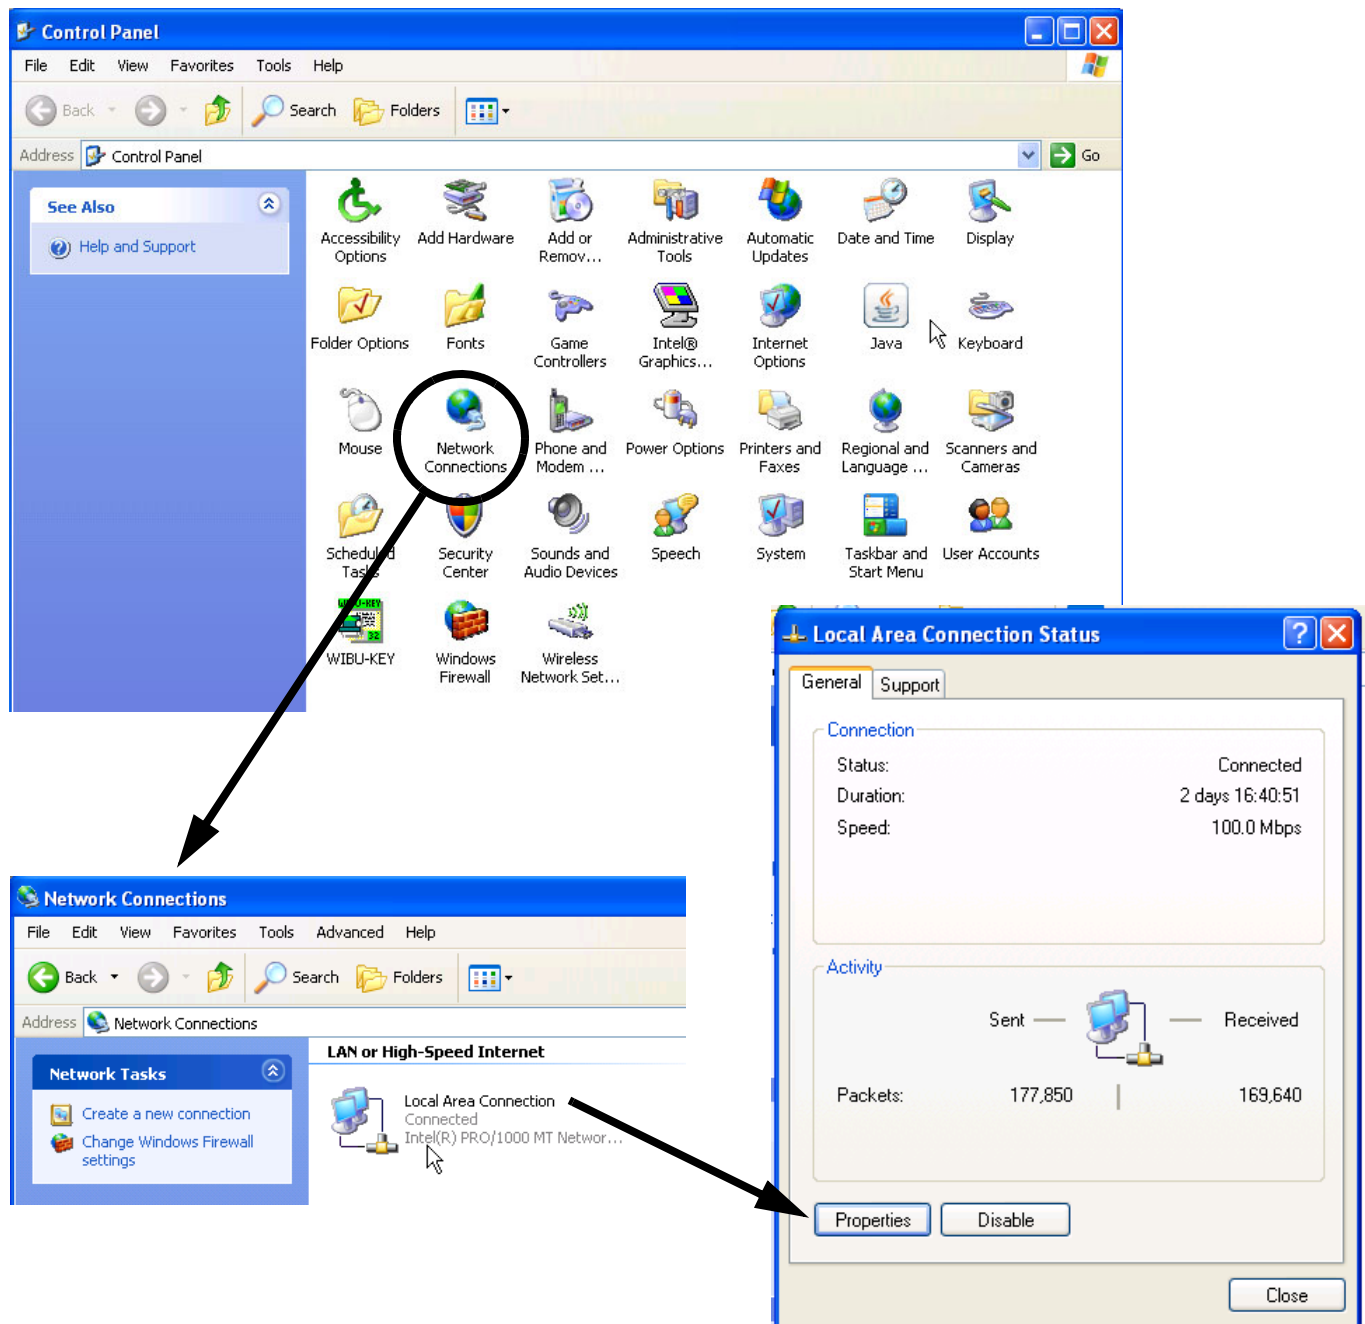 Control Panel
File Edit View Favorites Tools Help
Back Search Folders
Address Control Panel Go
See Also
Help and Support
Accessibility Options
Add Hardware
Add or Remov...
Administrative Tools
Automatic Updates
Date and Time
Display
Folder Options
Fonts
Game Controllers
Intel® Graphics...
Internet Options
Java
Keyboard
Mouse
Network Connections
Phone and Modem ...
Power Options
Printers and Faxes
Regional and Language ...
Scanners and Cameras
Scheduled Tasks
Security Center
Sounds and Audio Devices
Speech
System
Taskbar and Start Menu
User Accounts
WIBU-KEY
32
WIBU-KEY
Windows Firewall
Wireless Network Set...
Network Connections
File Edit View Favorites Tools Advanced Help
Back Search Folders
Address Network Connections
Network Tasks
Create a new connection
Change Windows Firewall
settings
LAN or High-Speed Internet
Local Area Connection
Connected
Intel(R) PRO/1000 MT Networ...
Local Area Connection Status
General Support
Connection
Status: Connected
Duration: 2 days 16:40:51
Speed: 100.0 Mbps
Activity
Sent Received
Packets: 177,850 169,640
Properties Disable
Close